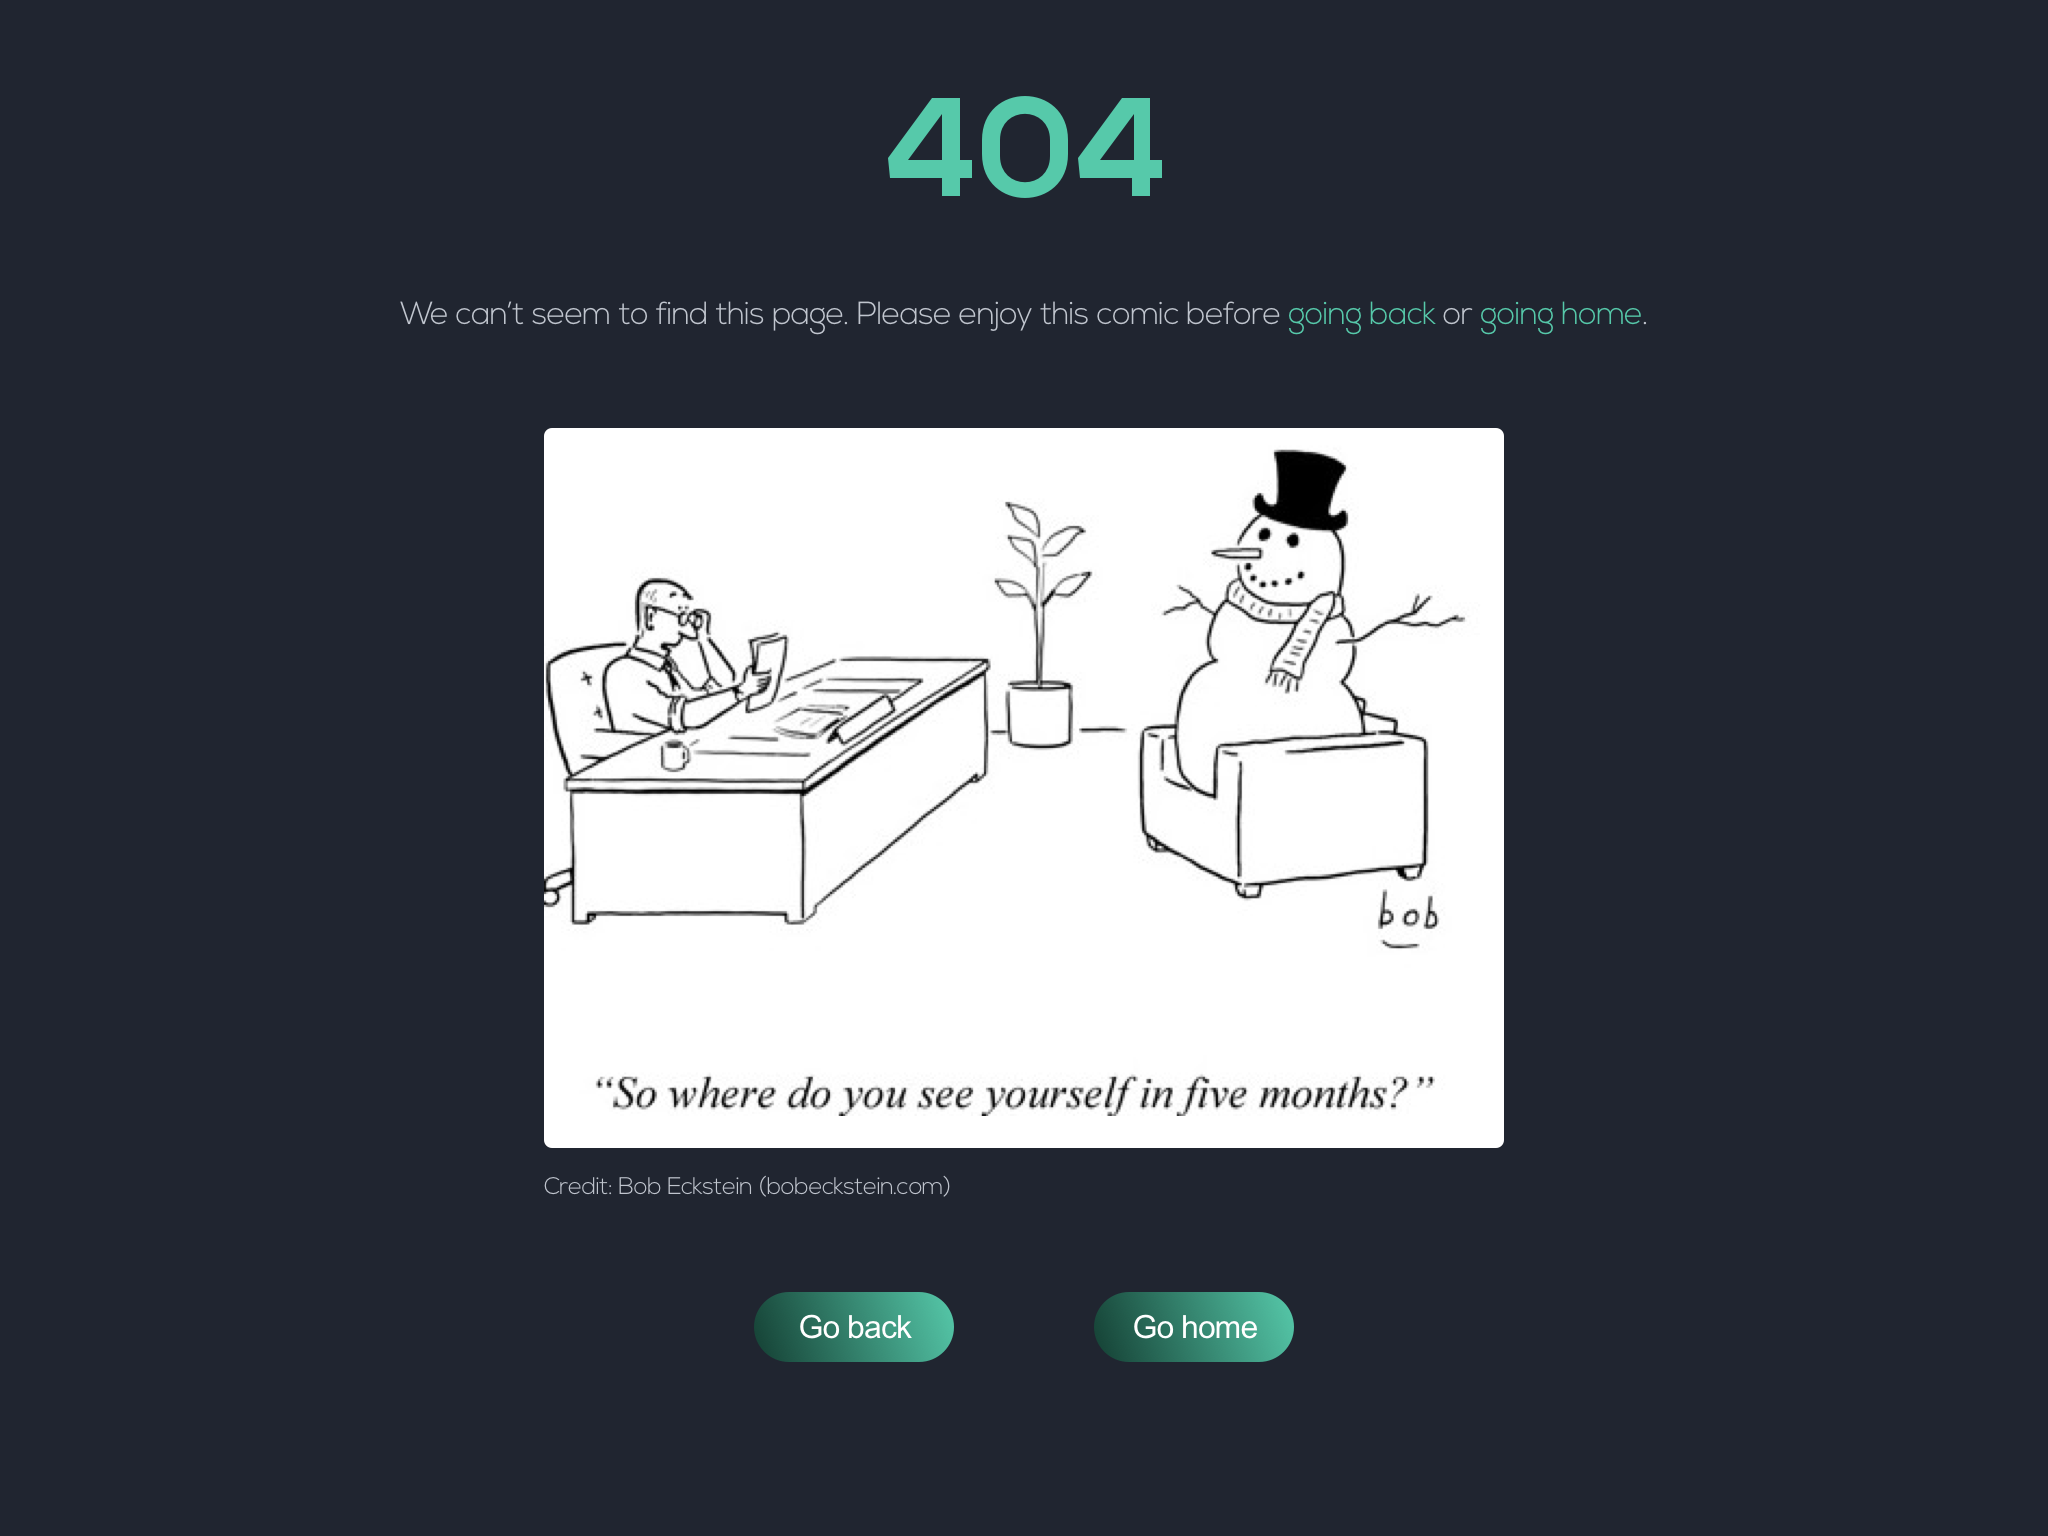 404
We can’t seem to find this page. Please enjoy this comic before going back or going home.
bob
“So where do you see yourself in five months?”
Credit: Bob Eckstein (bobeckstein.com)
Go back
Go home